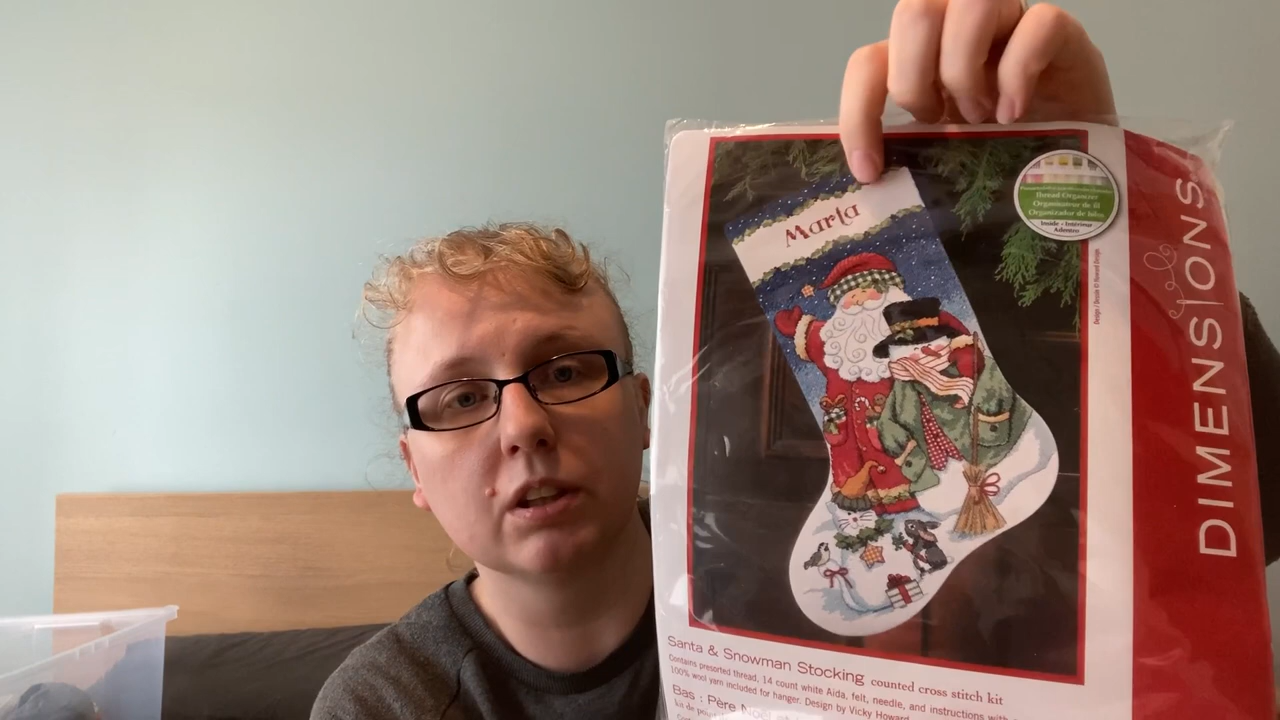 Marla
Thread Organizer
Organisateur de fil
Organizador de hilos
Inside - Intérieur
Adentro
DIMENSIONS
Santa & Snowman Stocking counted cross stitch kit
Contains presorted thread, 14 count white Aida, felt, needle, and instructions with
100% wool yarn included for hanger. Design by Vicky Howard
Bas : Père Noël
kit de